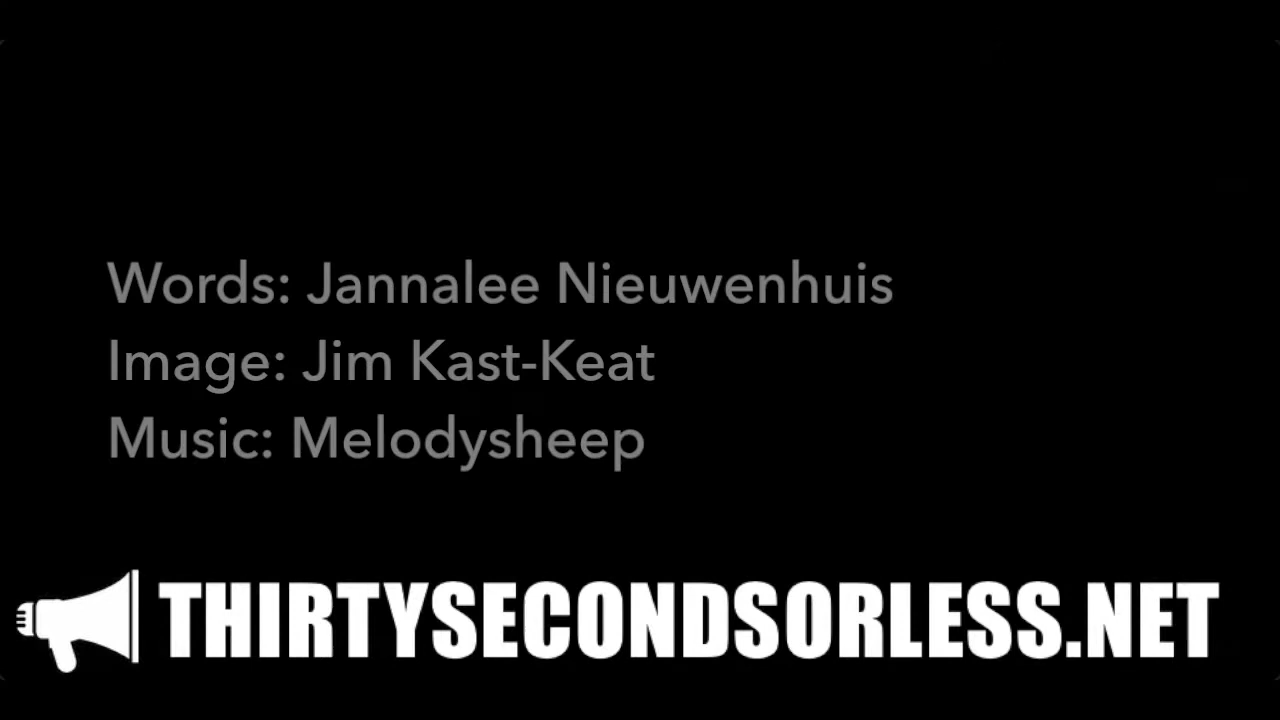 Words: Jannalee Nieuwenhuis
Image: Jim Kast-Keat
Music: Melodysheep
THIRTYSECONDSORLESS.NET